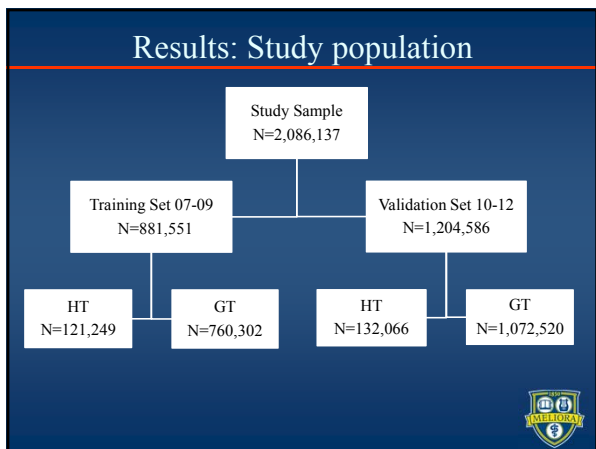 Results: Study population
Study Sample
N=2,086,137
Training Set 07-09
N=881,551
Validation Set 10-12
N=1,204,586
HT
N=121,249
GT
N=760,302
HT
N=132,066
GT
N=1,072,520
1850
MELIORA